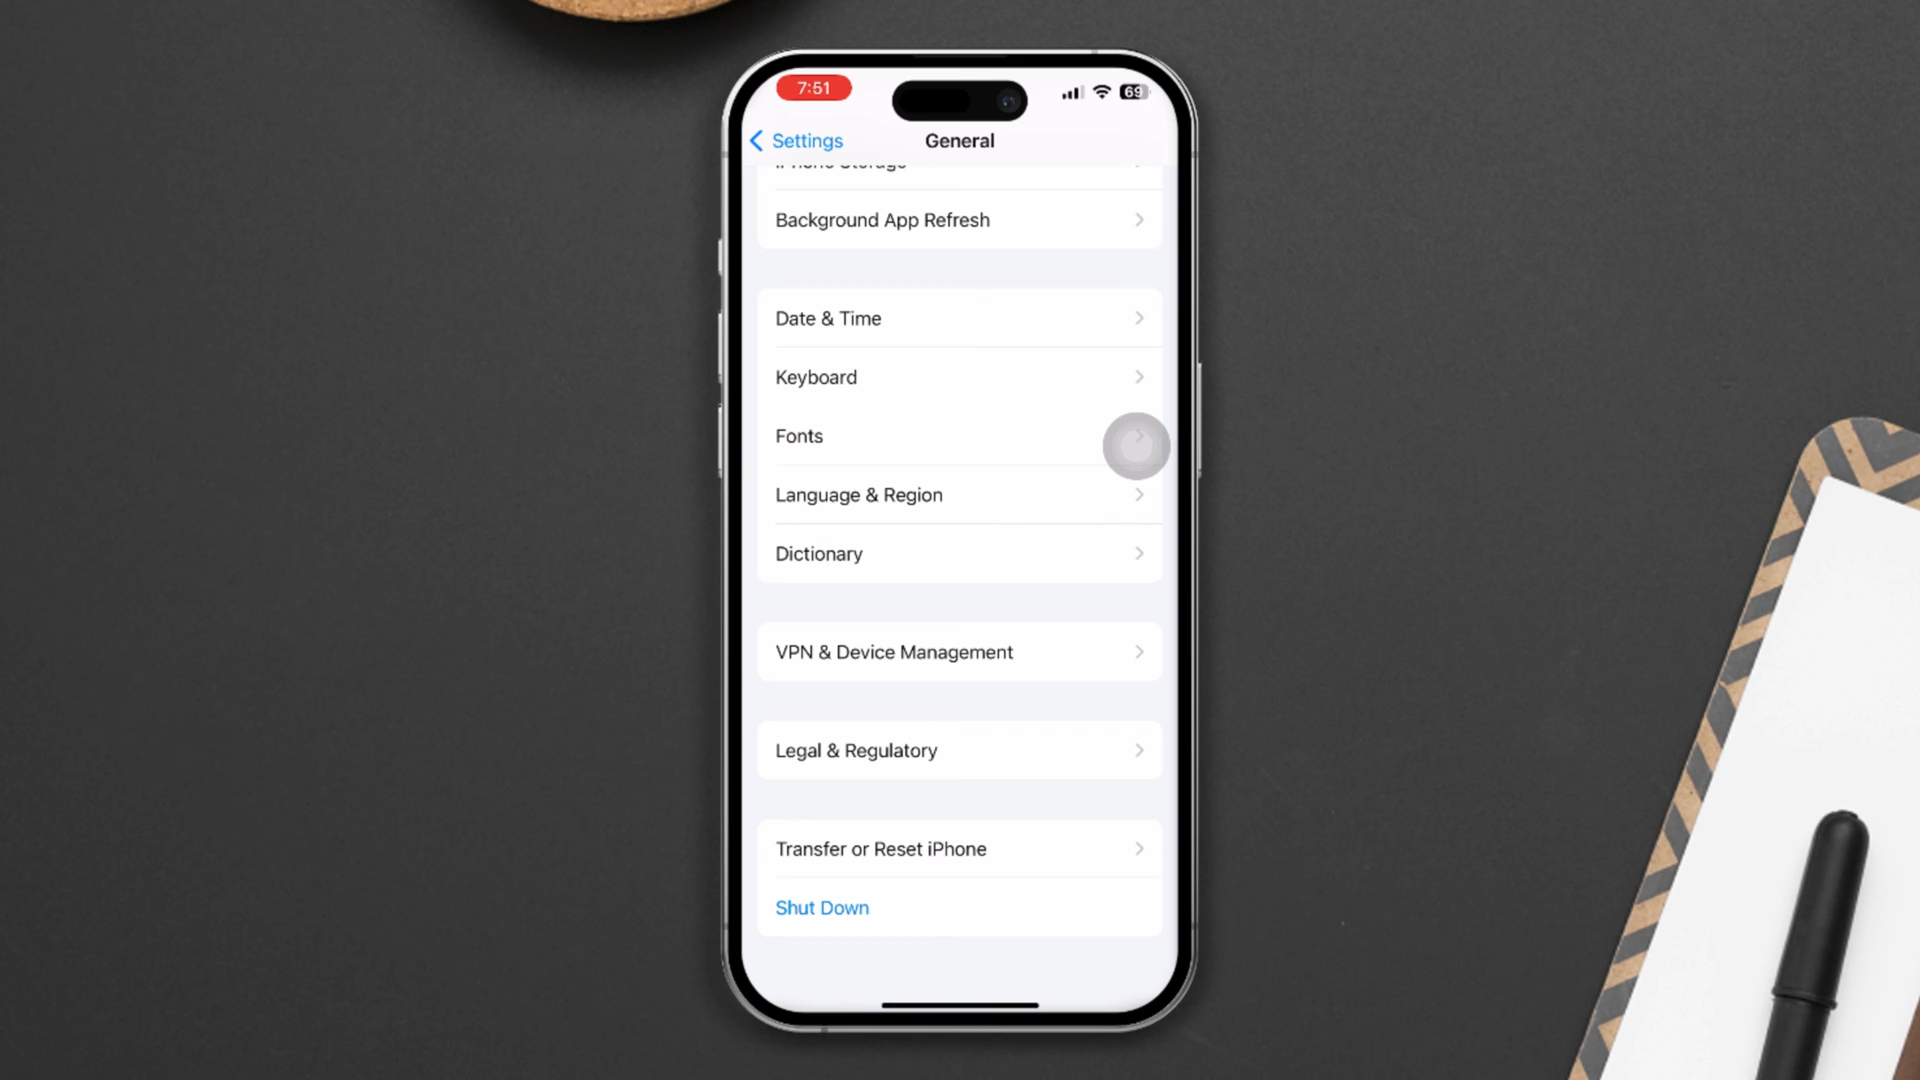 7:51
69
Settings
General
iPhone Storage
Background App Refresh
Date & Time
Keyboard
Fonts
Language & Region
Dictionary
VPN & Device Management
Legal & Regulatory
Transfer or Reset iPhone
Shut Down